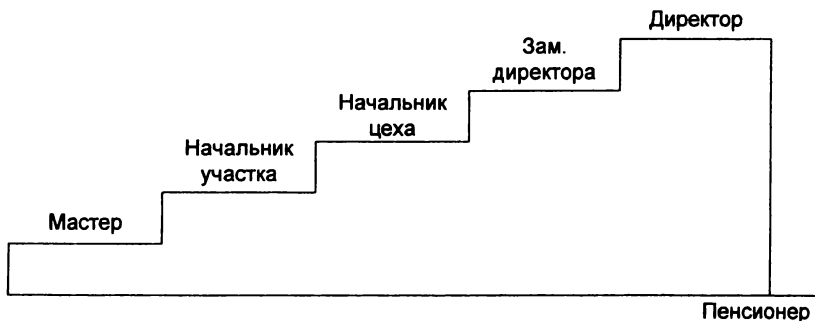 Директор
Зам.
директора
Начальник
цеха
Начальник
участка
Мастер
Пенсионер